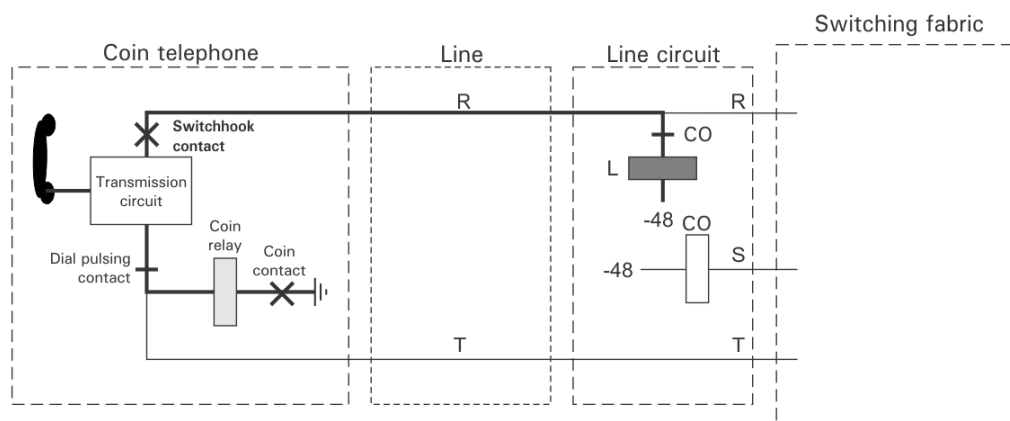 Switching fabric
Coin telephone
Line
Line circuit
R
R
Switchhook
contact
CO
L
Transmission
circuit
-48
CO
Coin
relay
Coin
contact
Dial pulsing
contact
-48
S
T
T